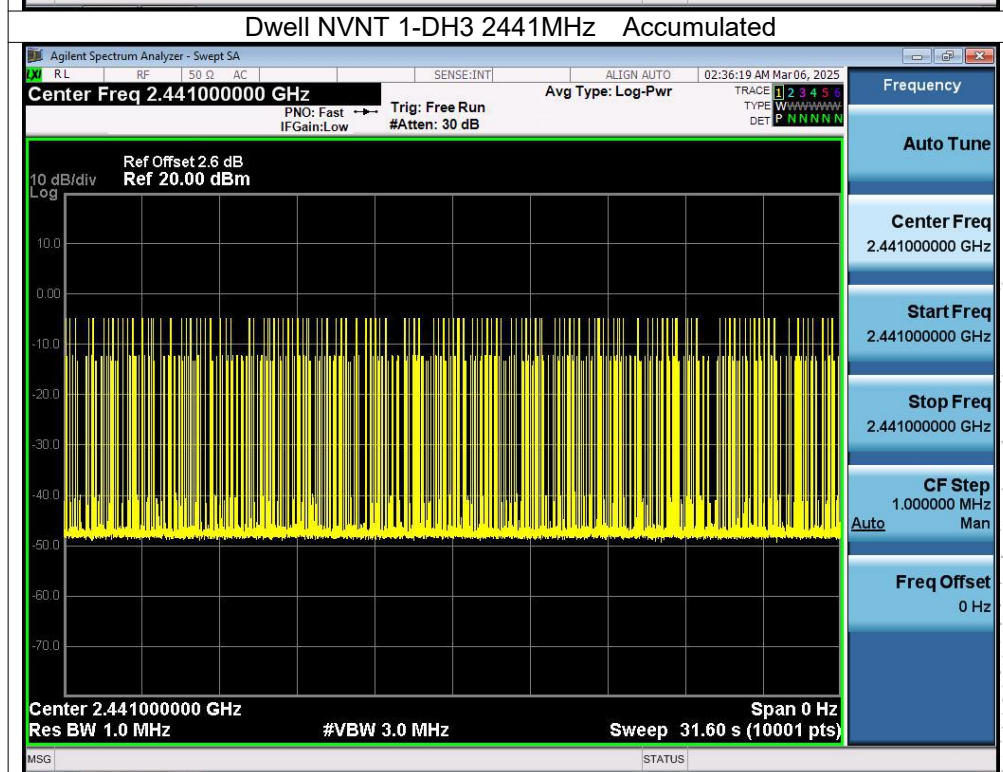 Dwell NVNT 1-DH3 2441MHz Accumulated
Agilent Spectrum Analyzer - Swept SA
LXI RL RF 50 Ω AC SENSE:INT ALIGN AUTO 02:36:19 AM Mar 06, 2025
Center Freq 2.441000000 GHz Avg Type: Log-Pwr TRACE 1 2 3 4 5 6
PNO: Fast Trig: Free Run TYPE WWWWWWW
IFGain:Low #Atten: 30 dB DET P N N N N N
Ref Offset 2.6 dB
10 dB/div Ref 20.00 dBm
Log
10.0
0.00
-10.0
-20.0
-30.0
-40.0
-50.0
-60.0
-70.0
Center 2.441000000 GHz Span 0 Hz
Res BW 1.0 MHz #VBW 3.0 MHz Sweep 31.60 s (10001 pts)
MSG STATUS
Frequency
Auto Tune
Center Freq
2.441000000 GHz
Start Freq
2.441000000 GHz
Stop Freq
2.441000000 GHz
CF Step
1.000000 MHz
Auto Man
Freq Offset
0 Hz